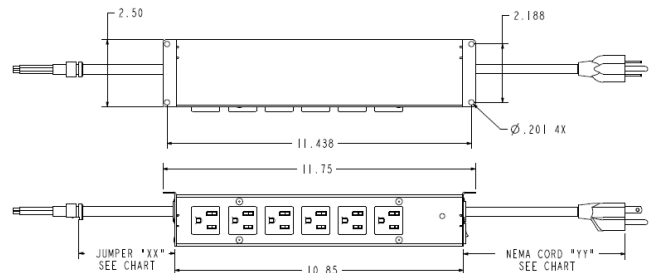 2.50
2.188
Ø.201 4X
11.438
11.75
JUMPER "XX"
SEE CHART
NEMA CORD "YY"
SEE CHART
10.85